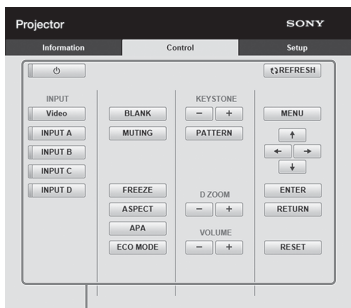 Projector SONY
Information Control Setup
⏻ REFRESH
INPUT KEYSTONE
Video BLANK − + MENU
INPUT A MUTING PATTERN ↑
INPUT B ← →
INPUT C ↓
INPUT D FREEZE D ZOOM ENTER
ASPECT − + RETURN
APA VOLUME
ECO MODE − + RESET